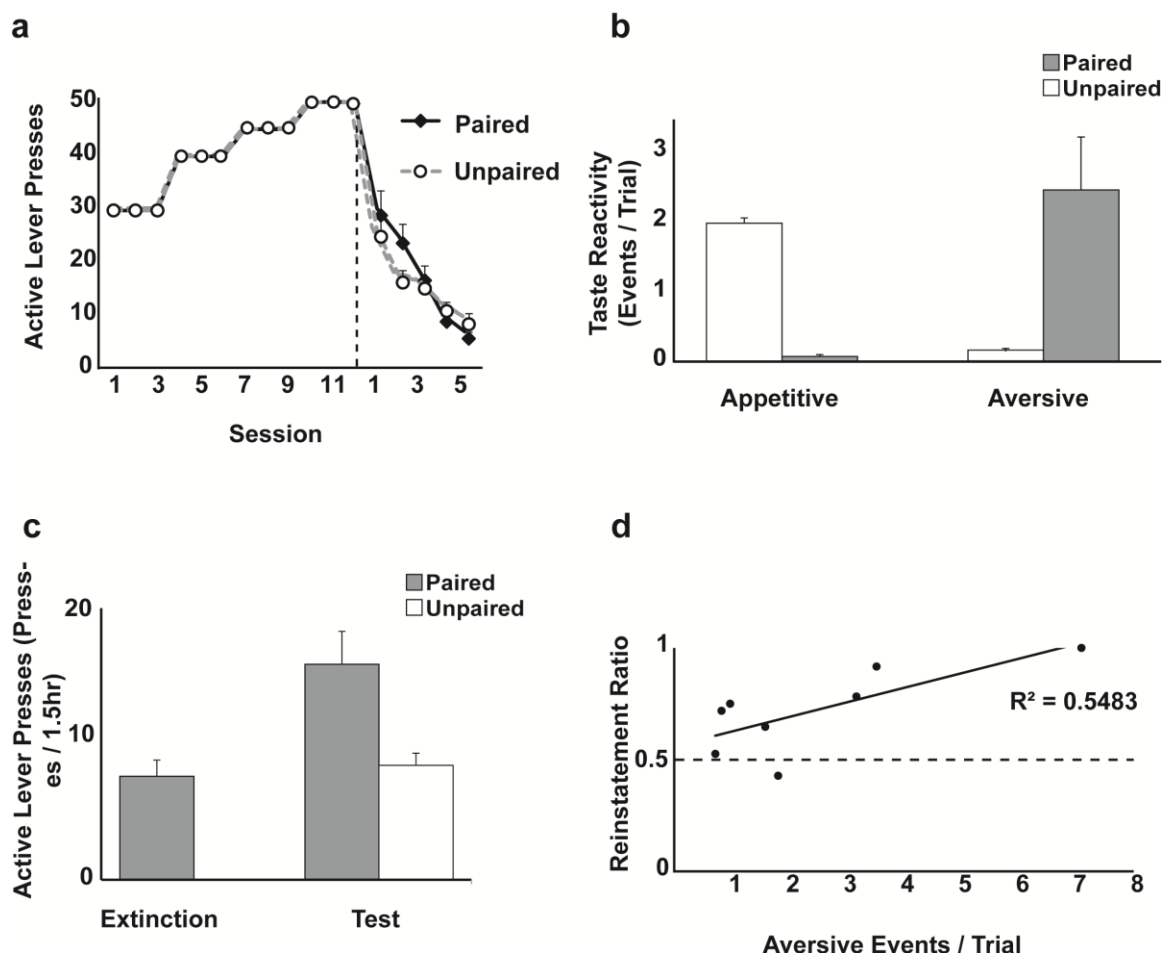 a
Active Lever Presses
50
40
30
20
10
0
Paired
Unpaired
1 3 5 7 9 11 1 3 5
Session
b
Paired
Unpaired
Taste Reactivity
(Events / Trial)
3
2
1
0
Appetitive Aversive
c
Active Lever Presses (Press-
es / 1.5hr)
Paired
Unpaired
20
10
0
Extinction Test
d
Reinstatement Ratio
1
0.5
0
R² = 0.5483
1 2 3 4 5 6 7 8
Aversive Events / Trial